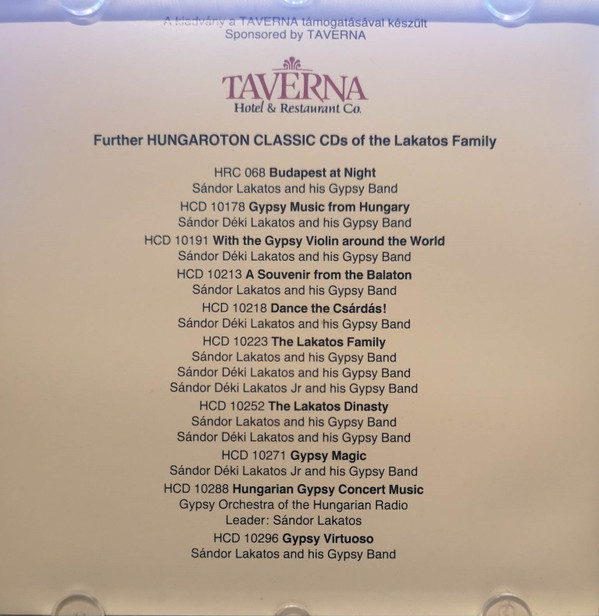 A kiadvány a TAVERNA támogatásával készült
Sponsored by TAVERNA
TAVERNA
Hotel & Restaurant Co.
Further HUNGAROTON CLASSIC CDs of the Lakatos Family
HRC 068 Budapest at Night
Sándor Lakatos and his Gypsy Band
HCD 10178 Gypsy Music from Hungary
Sándor Déki Lakatos and his Gypsy Band
HCD 10191 With the Gypsy Violin around the World
Sándor Déki Lakatos and his Gypsy Band
HCD 10213 A Souvenir from the Balaton
Sándor Lakatos and his Gypsy Band
HCD 10218 Dance the Csárdás!
Sándor Déki Lakatos and his Gypsy Band
HCD 10223 The Lakatos Family
Sándor Lakatos and his Gypsy Band
Sándor Déki Lakatos and his Gypsy Band
Sándor Déki Lakatos Jr and his Gypsy Band
HCD 10252 The Lakatos Dinasty
Sándor Lakatos and his Gypsy Band
Sándor Déki Lakatos and his Gypsy Band
HCD 10271 Gypsy Magic
Sándor Déki Lakatos Jr and his Gypsy Band
HCD 10288 Hungarian Gypsy Concert Music
Gypsy Orchestra of the Hungarian Radio
Leader: Sándor Lakatos
HCD 10296 Gypsy Virtuoso
Sándor Lakatos and his Gypsy Band